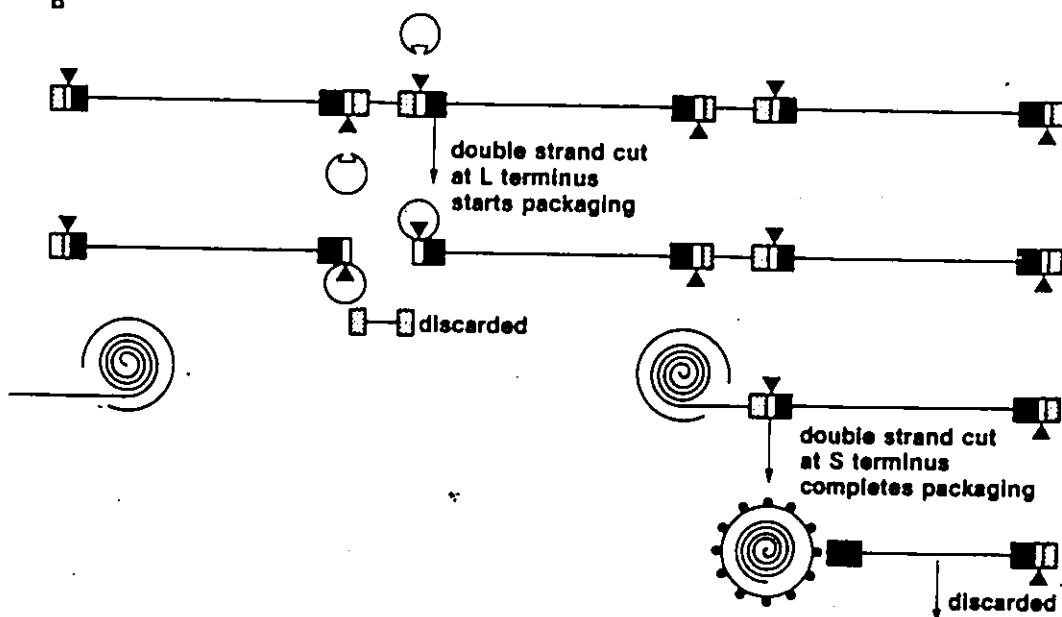 B
double strand cut
at L terminus
starts packaging
discarded
double strand cut
at S terminus
completes packaging
discarded